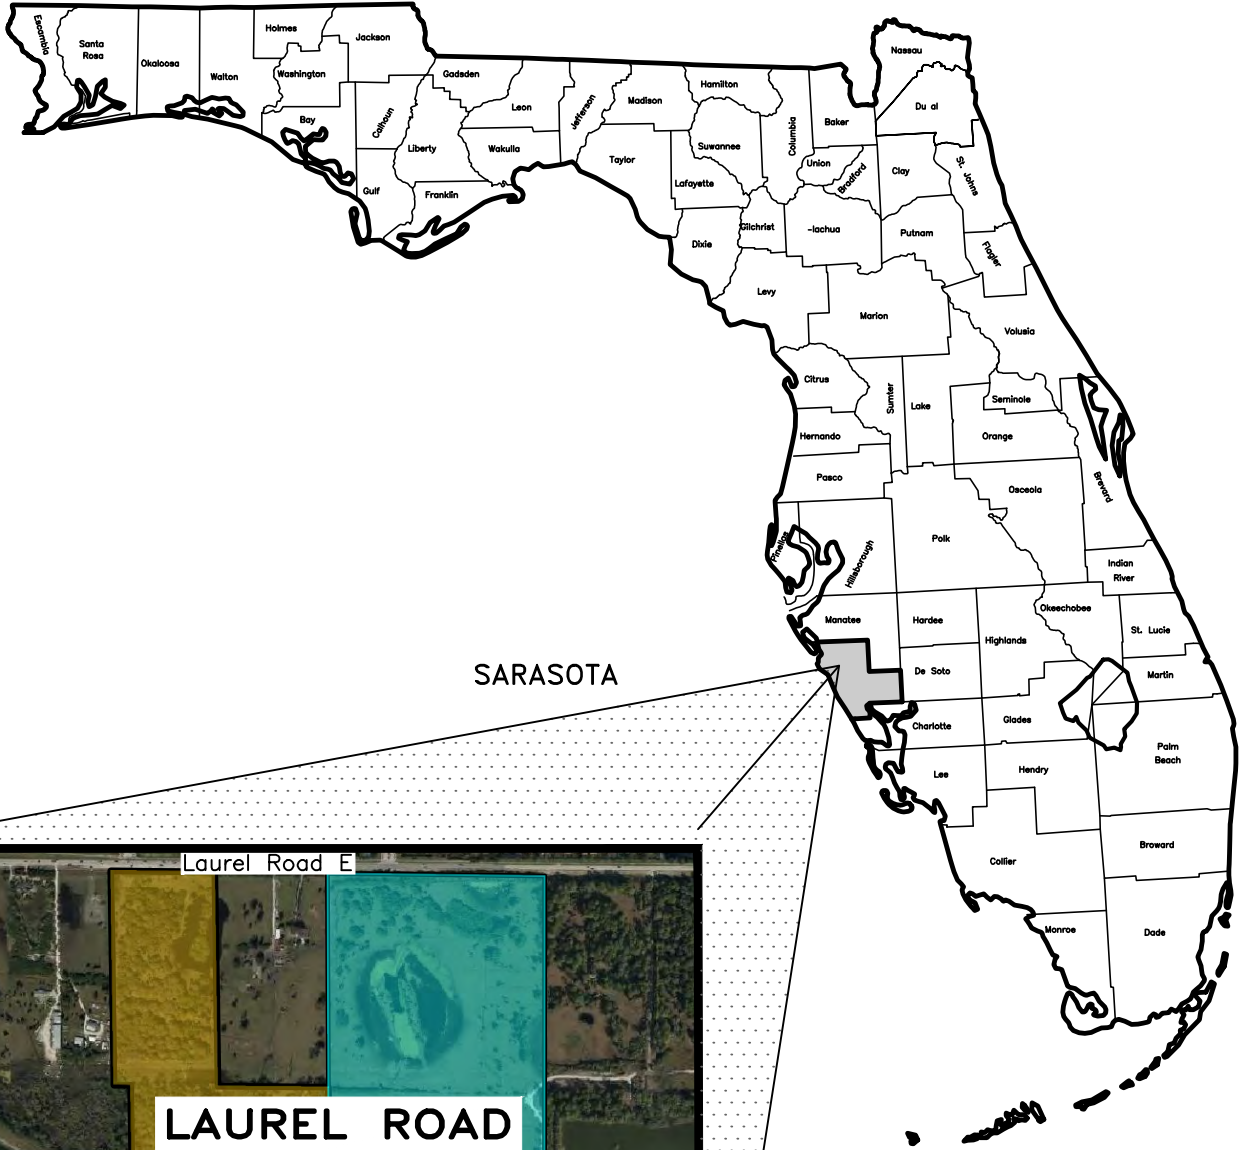 Escambia
Santa
Rosa
Okaloosa
Walton
Holmes
Washington
Jackson
Bay
Calhoun
Gulf
Gadsden
Liberty
Franklin
Leon
Wakulla
Jefferson
Madison
Taylor
Hamilton
Suwannee
Lafayette
Dixie
Columbia
Baker
Union
Bradford
Gilchrist
-lachua
Levy
Nassau
Du al
Clay
St. Johns
Putnam
Flagler
Marion
Volusia
Citrus
Sumter
Lake
Seminole
Hernando
Orange
Pasco
Osceola
Brevard
Pinellas
Hillsborough
Polk
Indian
River
Manatee
Hardee
Highlands
Okeechobee
St. Lucie
SARASOTA
De Soto
Martin
Charlotte
Glades
Palm
Beach
Lee
Hendry
Collier
Broward
Monroe
Dade
Laurel Road E
LAUREL ROAD